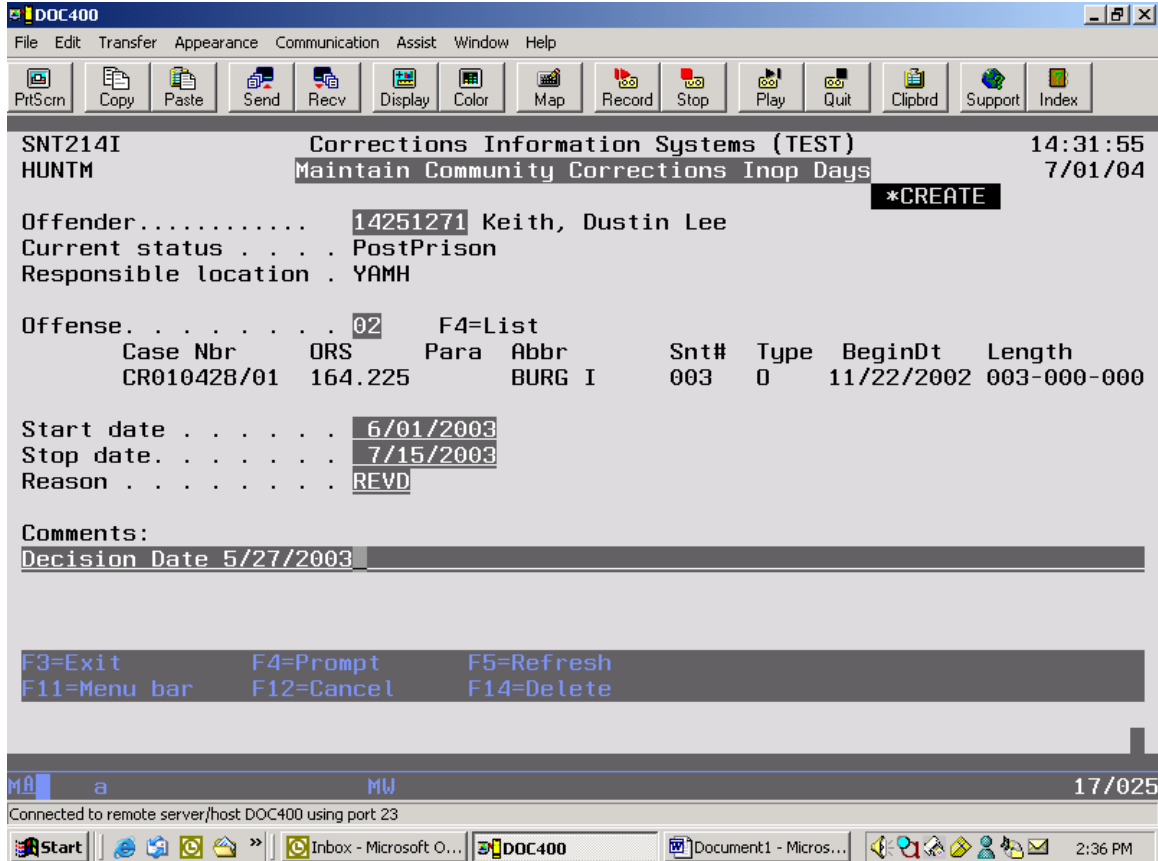 DOC400
File Edit Transfer Appearance Communication Assist Window Help
PrtScrn Copy Paste Send Recv Display Color Map Record Stop Play Quit Clipbrd Support Index
SNT214I Corrections Information Systems (TEST) 14:31:55
HUNTM Maintain Community Corrections Inop Days 7/01/04
*CREATE
Offender............ 14251271 Keith, Dustin Lee
Current status . . . . PostPrison
Responsible location . YAMH
Offense. . . . . . . . 02 F4=List
Case Nbr ORS Para Abbr Snt# Type BeginDt Length
CR010428/01 164.225 BURG I 003 O 11/22/2002 003-000-000
Start date . . . . . . 6/01/2003
Stop date. . . . . . . 7/15/2003
Reason . . . . . . . . REVD
Comments:
Decision Date 5/27/2003
F3=Exit F4=Prompt F5=Refresh
F11=Menu bar F12=Cancel F14=Delete
MA a MW 17/025
Connected to remote server/host DOC400 using port 23
Start » Inbox - Microsoft O... DOC400 Document1 - Micros... 2:36 PM